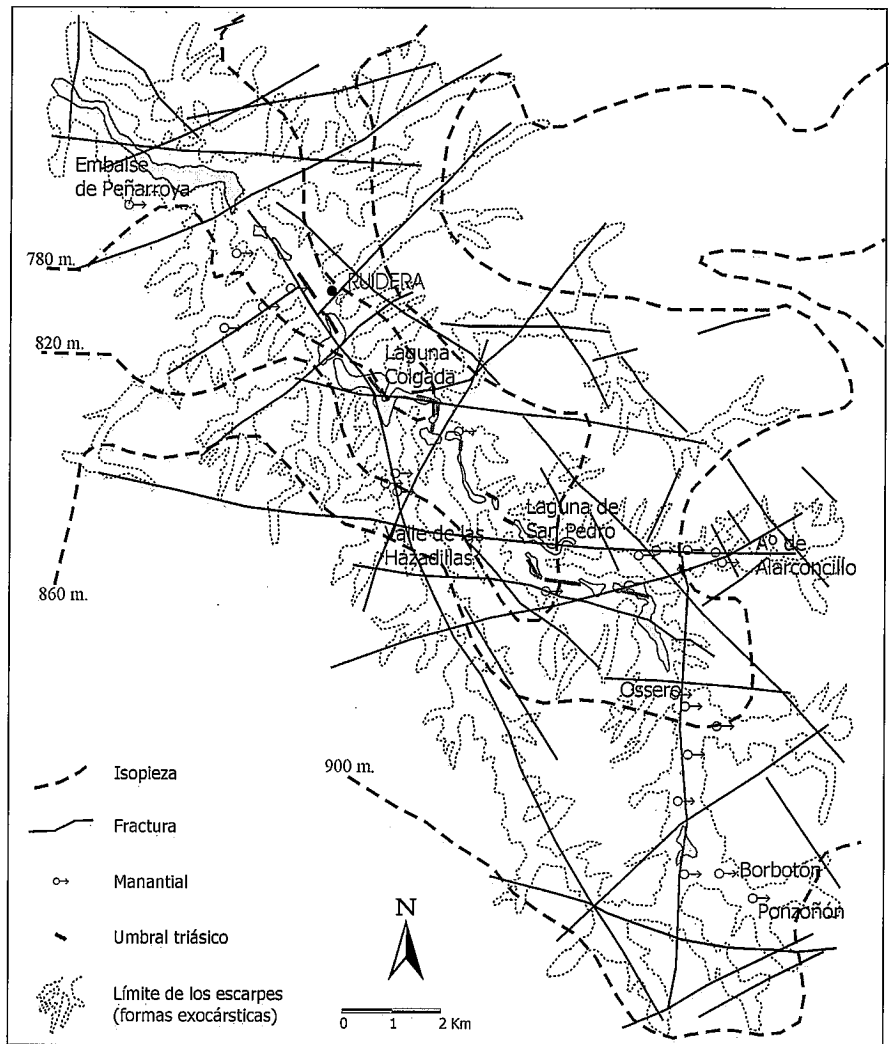 Embalse
de Peñarroya
780 m.
RUIDERA
820 m.
Laguna
Colgada
Laguna de
San Pedro
Valle de las
Hazadillas
Aº de
Alarconcillo
860 m.
Ossero
900 m.
Borbotón
Ponzoñón
Isopieza
Fractura
Manantial
Umbral triásico
Límite de los escarpes
(formas exocársticas)
N
0 1 2 Km